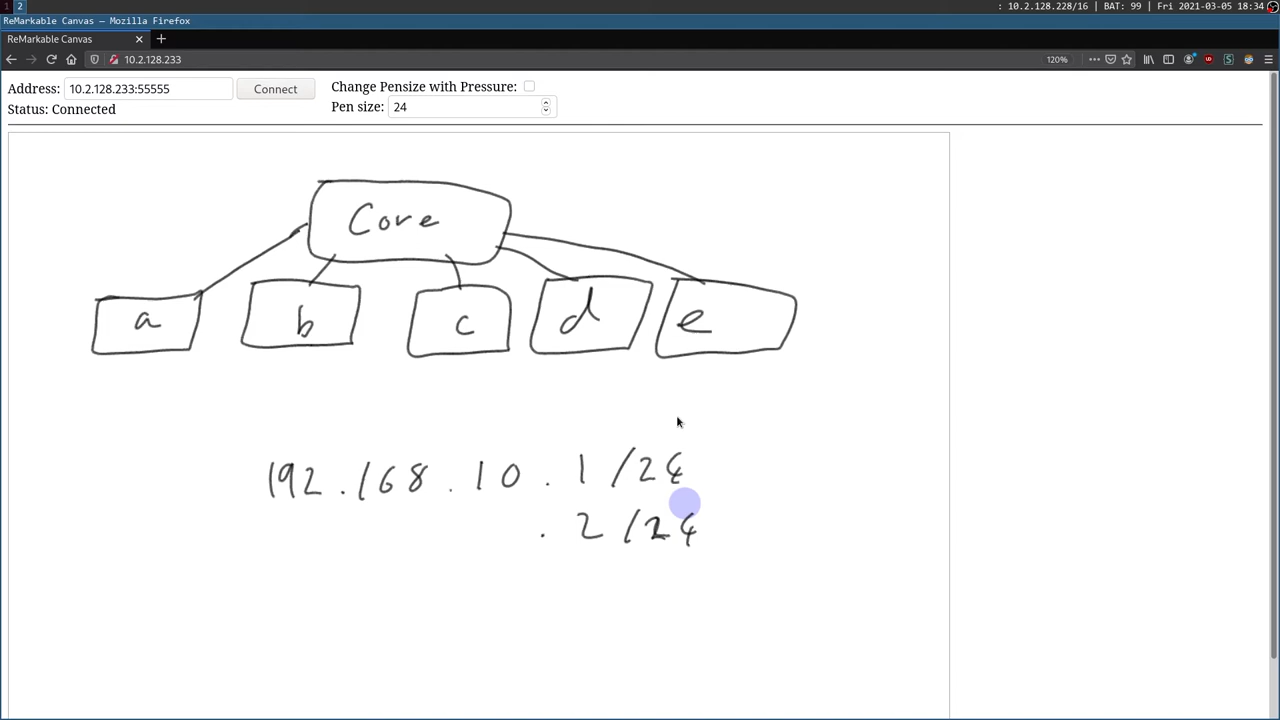 1 2 : 10.2.128.228/16 | BAT: 99 | Fri 2021-03-05 18:34
ReMarkable Canvas — Mozilla Firefox
ReMarkable Canvas
10.2.128.233 120%
Address: 10.2.128.233:55555 Connect Change Pensize with Pressure:
Status: Connected Pen size: 24
Core
a b c d e
192.168.10.1/24
.2/24